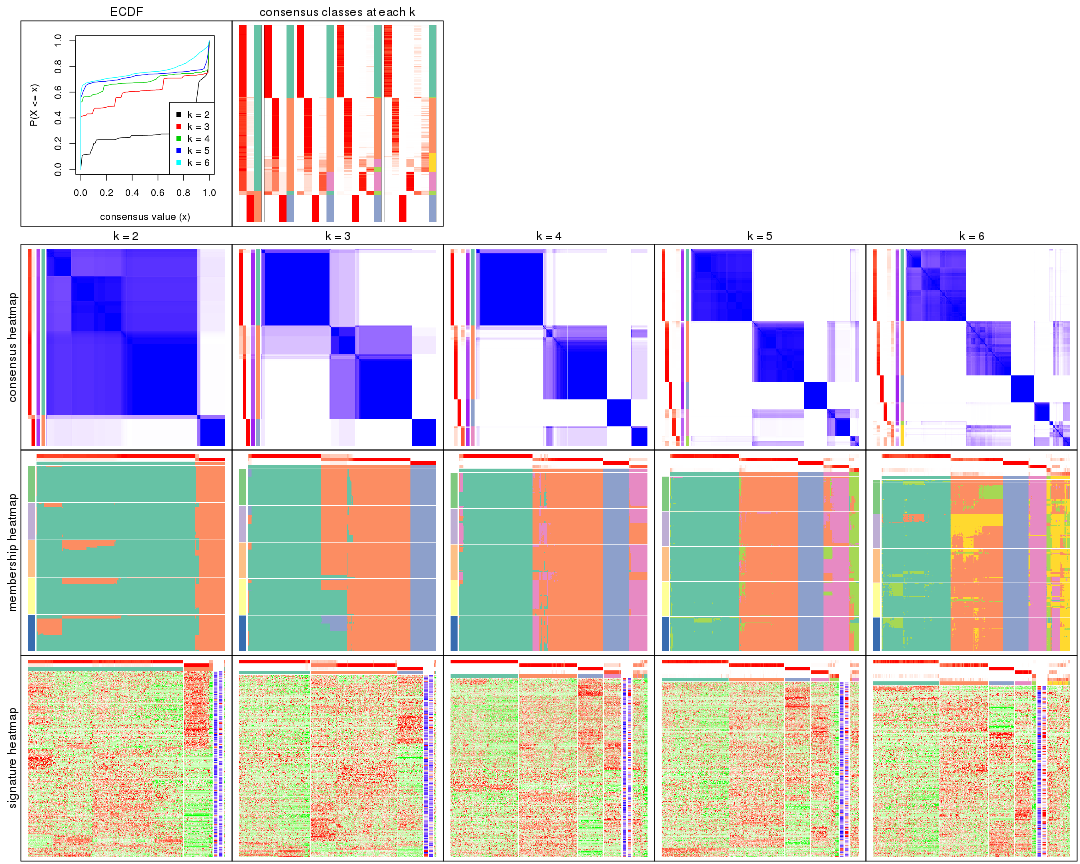 ECDF
consensus classes at each k
P(X <= x)
0.0 0.2 0.4 0.6 0.8 1.0
k = 2
k = 3
k = 4
k = 5
k = 6
0.0 0.2 0.4 0.6 0.8 1.0
consensus value (x)
k = 2 k = 3 k = 4 k = 5 k = 6
consensus heatmap
membership heatmap
signature heatmap